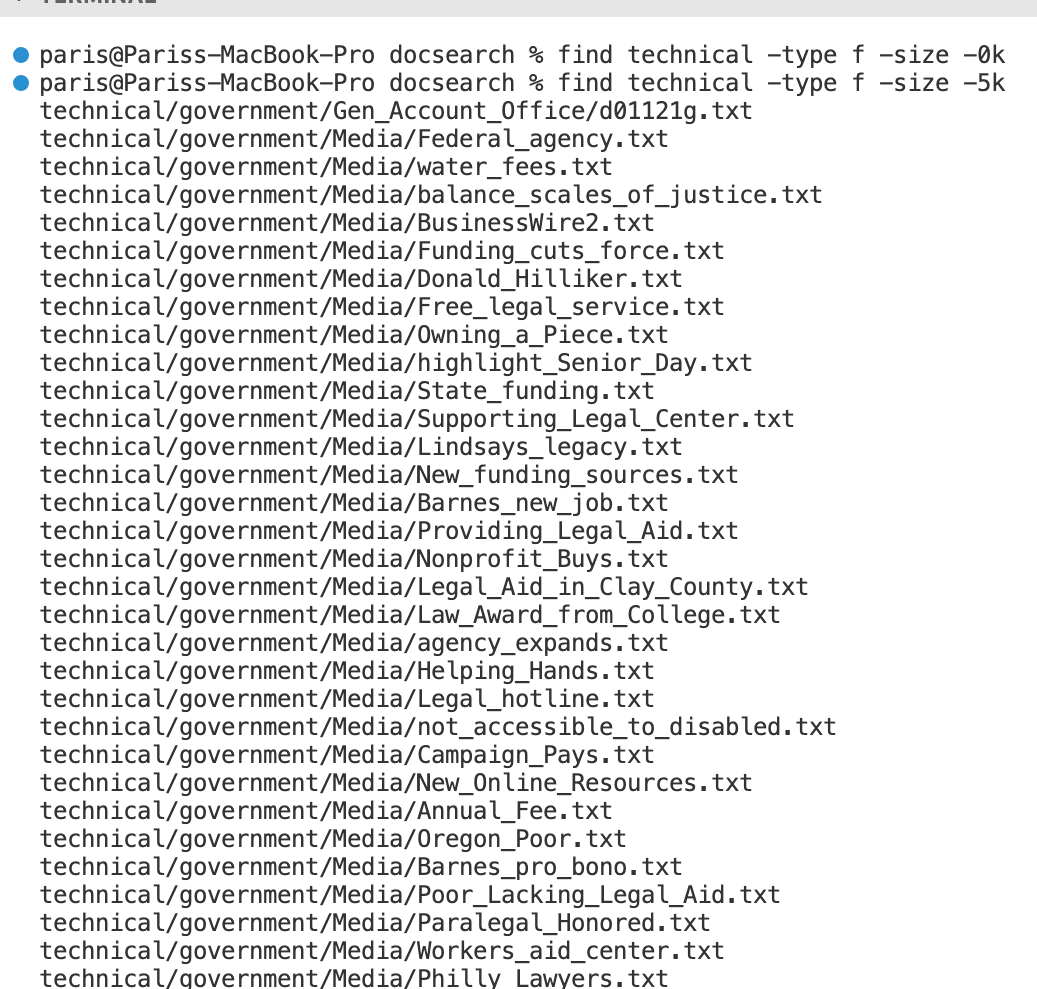 TERMINAL
paris@Pariss-MacBook-Pro docsearch % find technical -type f -size -0k
paris@Pariss-MacBook-Pro docsearch % find technical -type f -size -5k
technical/government/Gen_Account_Office/d01121g.txt
technical/government/Media/Federal_agency.txt
technical/government/Media/water_fees.txt
technical/government/Media/balance_scales_of_justice.txt
technical/government/Media/BusinessWire2.txt
technical/government/Media/Funding_cuts_force.txt
technical/government/Media/Donald_Hilliker.txt
technical/government/Media/Free_legal_service.txt
technical/government/Media/Owning_a_Piece.txt
technical/government/Media/highlight_Senior_Day.txt
technical/government/Media/State_funding.txt
technical/government/Media/Supporting_Legal_Center.txt
technical/government/Media/Lindsays_legacy.txt
technical/government/Media/New_funding_sources.txt
technical/government/Media/Barnes_new_job.txt
technical/government/Media/Providing_Legal_Aid.txt
technical/government/Media/Nonprofit_Buys.txt
technical/government/Media/Legal_Aid_in_Clay_County.txt
technical/government/Media/Law_Award_from_College.txt
technical/government/Media/agency_expands.txt
technical/government/Media/Helping_Hands.txt
technical/government/Media/Legal_hotline.txt
technical/government/Media/not_accessible_to_disabled.txt
technical/government/Media/Campaign_Pays.txt
technical/government/Media/New_Online_Resources.txt
technical/government/Media/Annual_Fee.txt
technical/government/Media/Oregon_Poor.txt
technical/government/Media/Barnes_pro_bono.txt
technical/government/Media/Poor_Lacking_Legal_Aid.txt
technical/government/Media/Paralegal_Honored.txt
technical/government/Media/Workers_aid_center.txt
technical/government/Media/Philly_Lawyers.txt